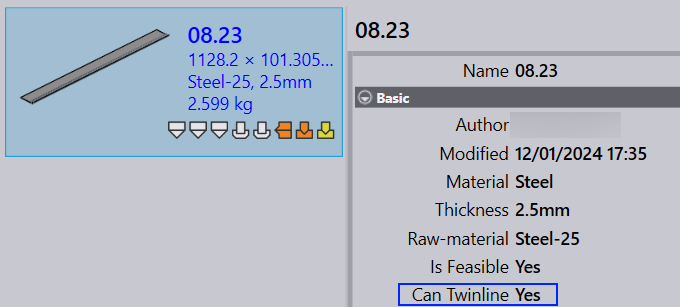 08.23
1128.2 × 101.305...
Steel-25, 2.5mm
2.599 kg
08.23
Name 08.23
Basic
Author
Modified 12/01/2024 17:35
Material Steel
Thickness 2.5mm
Raw-material Steel-25
Is Feasible Yes
Can Twinline Yes